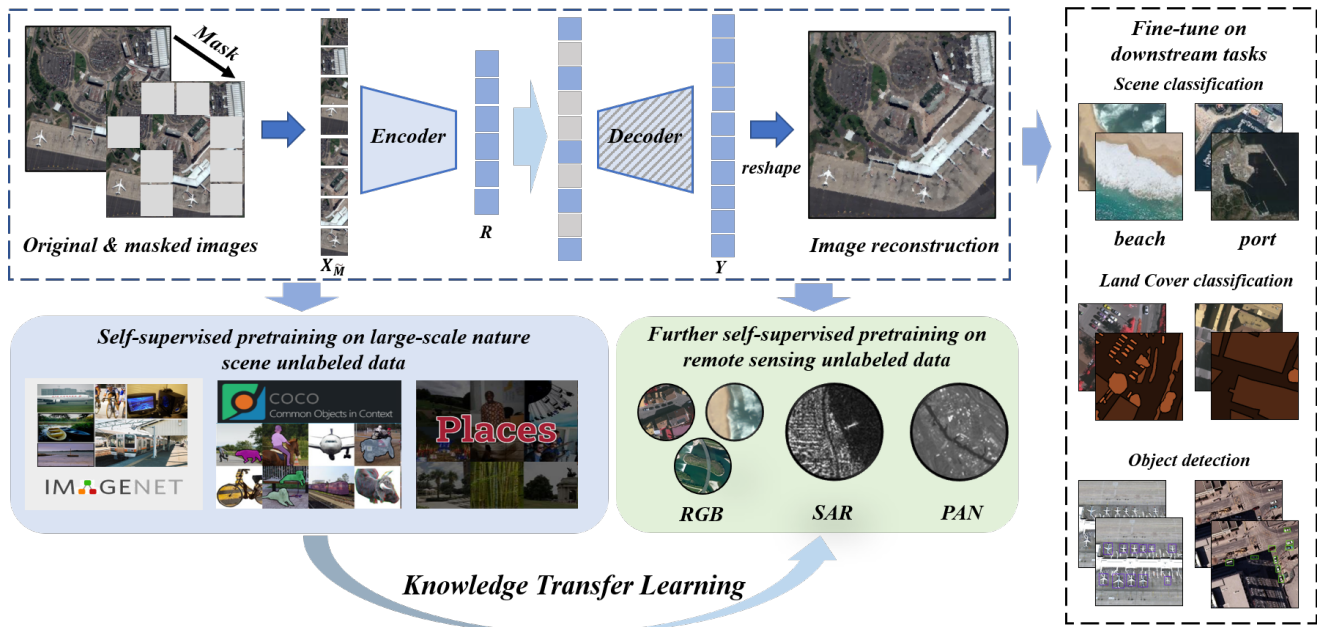 Mask
Original & masked images
X_M̃
Encoder
R
Decoder
Y
reshape
Image reconstruction
Fine-tune on
downstream tasks
Scene classification
beach
port
Land Cover classification
Object detection
Self-supervised pretraining on large-scale nature
scene unlabeled data
IMAGENET
COCO
Common Objects in Context
Places
Further self-supervised pretraining on
remote sensing unlabeled data
RGB
SAR
PAN
Knowledge Transfer Learning